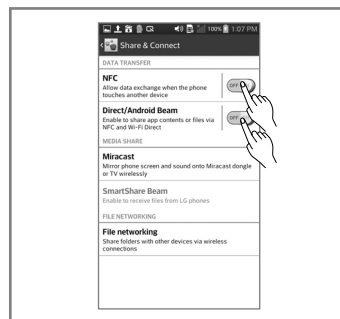 100% 1:07 PM
Share & Connect
DATA TRANSFER
NFC
Allow data exchange when the phone
touches another device
OFF
Direct/Android Beam
Enable to share app contents or files via
NFC and Wi-Fi Direct
OFF
MEDIA SHARE
Miracast
Mirror phone screen and sound onto Miracast dongle
or TV wirelessly
SmartShare Beam
Enable to receive files from LG phones
FILE NETWORKING
File networking
Share folders with other devices via wireless
connections